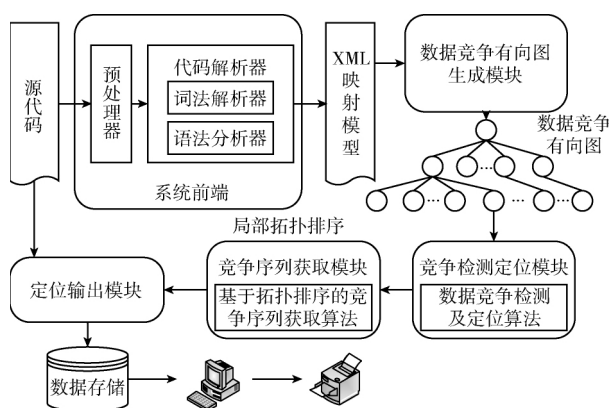 源代码
预处理器
代码解析器
词法解析器
语法分析器
系统前端
XML
映射模型
数据竞争有向图
生成模块
数据竞争
有向图
局部拓扑排序
竞争序列获取模块
基于拓扑排序的竞
争序列获取算法
竞争检测定位模块
数据竞争检测
及定位算法
定位输出模块
数据存储